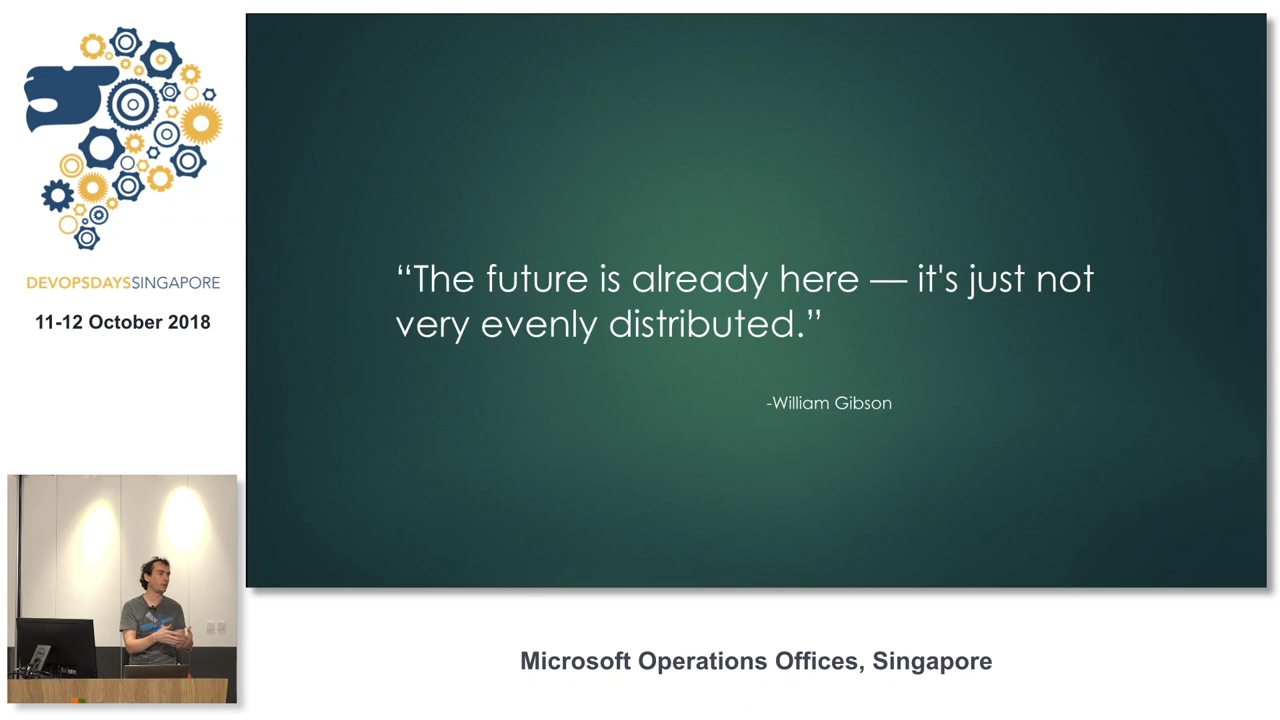 DEVOPSDAYSSINGAPORE
11-12 October 2018
“The future is already here — it's just not
very evenly distributed.”
-William Gibson
Microsoft Operations Offices, Singapore